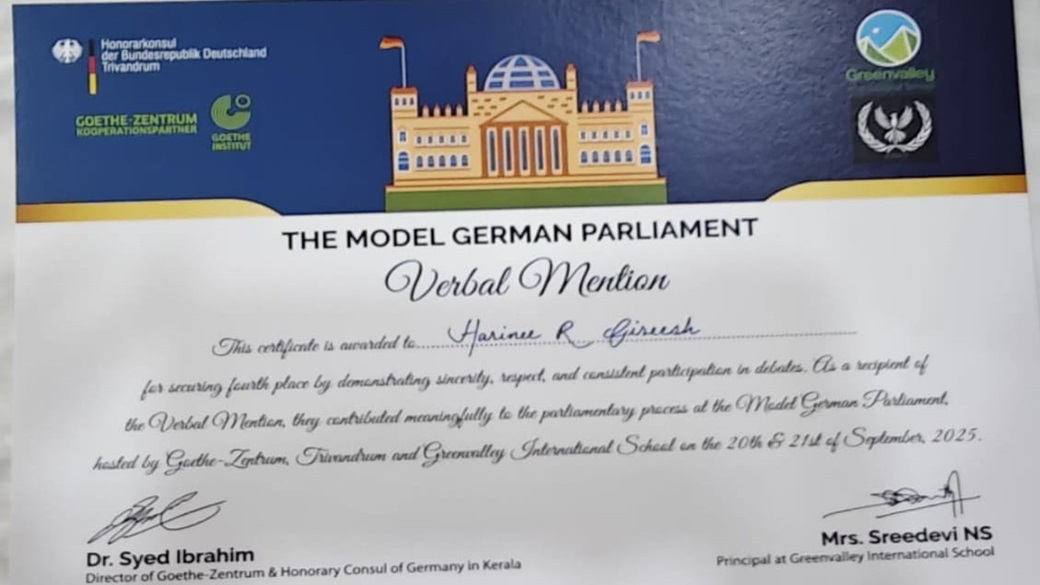 Honorarkonsul
der Bundesrepublik Deutschland
Trivandrum
GOETHE-ZENTRUM
KOOPERATIONSPARTNER
GOETHE
INSTITUT
Greenvalley
THE MODEL GERMAN PARLIAMENT
Verbal Mention
This certificate is awarded to Harinee R Gireesh
for securing fourth place by demonstrating sincerity, respect, and consistent participation in debates. As a recipient of
the Verbal Mention, they contributed meaningfully to the parliamentary process at the Model German Parliament,
hosted by Goethe-Zentrum, Trivandrum and Greenvalley International School on the 20th & 21st of September, 2025.
Dr. Syed Ibrahim
Director of Goethe-Zentrum & Honorary Consul of Germany in Kerala
Mrs. Sreedevi NS
Principal at Greenvalley International School